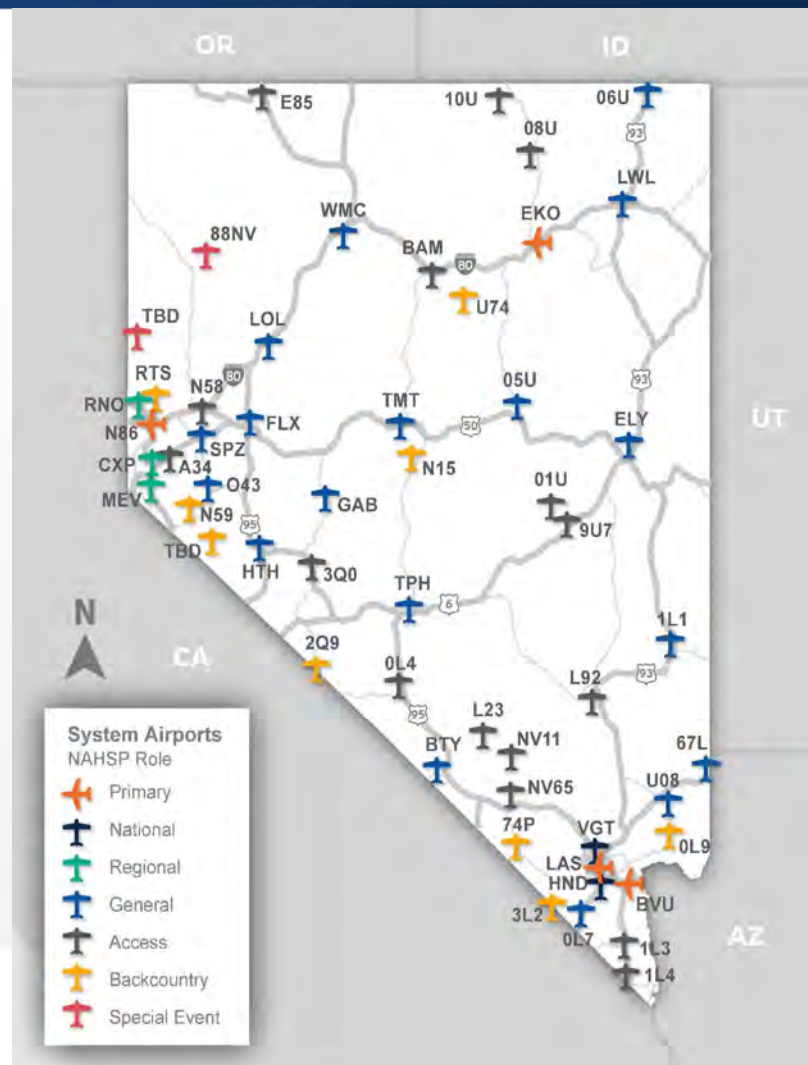 OR
ID
E85
10U
06U
08U
93
LWL
WMC
EKO
88NV
BAM
80
U74
TBD
LOL
RTS
N58
80
93
RNO
TMT
05U
FLX
50
ELY
UT
N86
SPZ
CXP
A34
N15
01U
MEV
O43
GAB
N59
95
9U7
TBD
HTH
3Q0
TPH
6
N
1L1
CA
2Q9
0L4
L92
93
95
L23
NV11
67L
BTY
U08
NV65
74P
VGT
0L9
LAS
HND
BVU
3L2
0L7
AZ
1L3
1L4
System Airports
NAHSP Role
Primary
National
Regional
General
Access
Backcountry
Special Event